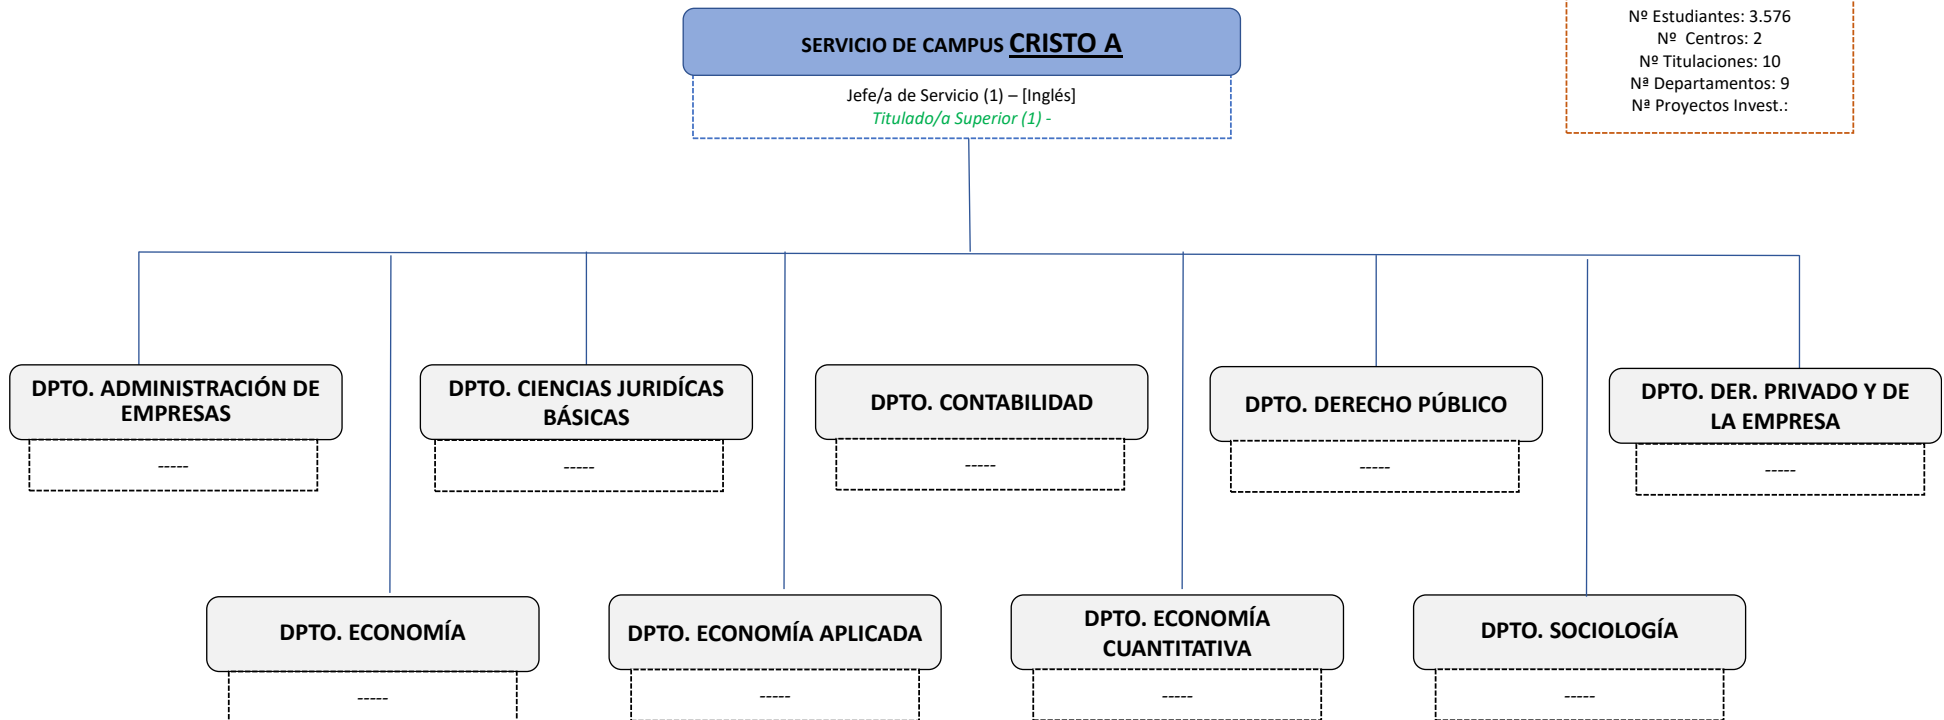 SERVICIO DE CAMPUS CRISTO A
Jefe/a de Servicio (1) – [Inglés]
Titulado/a Superior (1) -
Nº Estudiantes: 3.576
Nº Centros: 2
Nº Titulaciones: 10
Nª Departamentos: 9
Nª Proyectos Invest.:
DPTO. ADMINISTRACIÓN DE
EMPRESAS
-----
DPTO. CIENCIAS JURIDÍCAS
BÁSICAS
-----
DPTO. CONTABILIDAD
-----
DPTO. DERECHO PÚBLICO
-----
DPTO. DER. PRIVADO Y DE
LA EMPRESA
-----
DPTO. ECONOMÍA
-----
DPTO. ECONOMÍA APLICADA
-----
DPTO. ECONOMÍA
CUANTITATIVA
-----
DPTO. SOCIOLOGÍA
-----